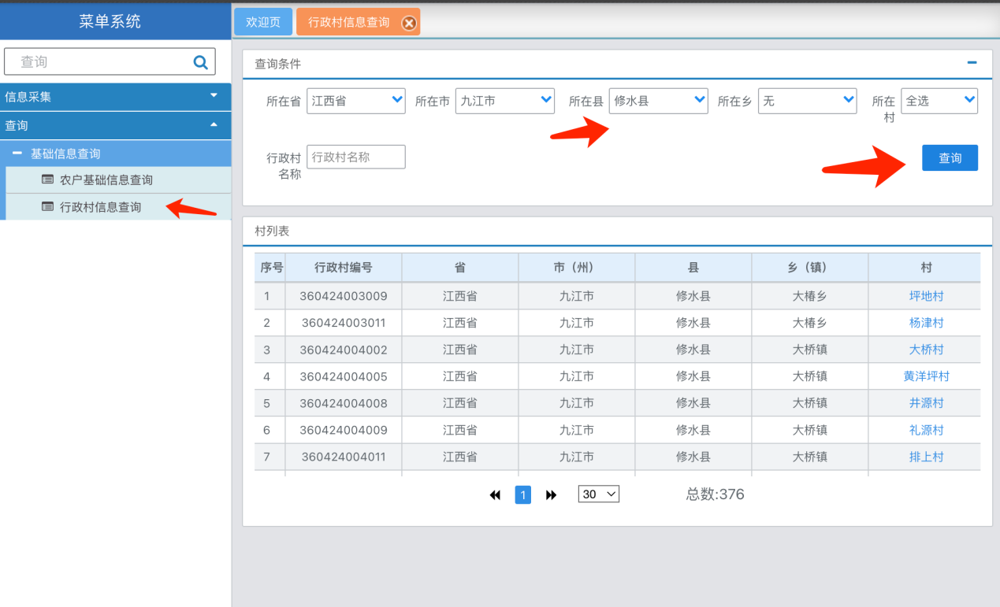 菜单系统
欢迎页
行政村信息查询
查询
信息采集
查询
基础信息查询
农户基础信息查询
行政村信息查询
查询条件
所在省 江西省 所在市 九江市 所在县 修水县 所在乡 无 所在村 全选
行政村名称 行政村名称 查询
村列表
序号 行政村编号 省 市（州） 县 乡（镇） 村
1 360424003009 江西省 九江市 修水县 大椿乡 坪地村
2 360424003011 江西省 九江市 修水县 大椿乡 杨津村
3 360424004002 江西省 九江市 修水县 大桥镇 大桥村
4 360424004005 江西省 九江市 修水县 大桥镇 黄洋坪村
5 360424004008 江西省 九江市 修水县 大桥镇 井源村
6 360424004009 江西省 九江市 修水县 大桥镇 礼源村
7 360424004011 江西省 九江市 修水县 大桥镇 排上村
1 30 总数:376